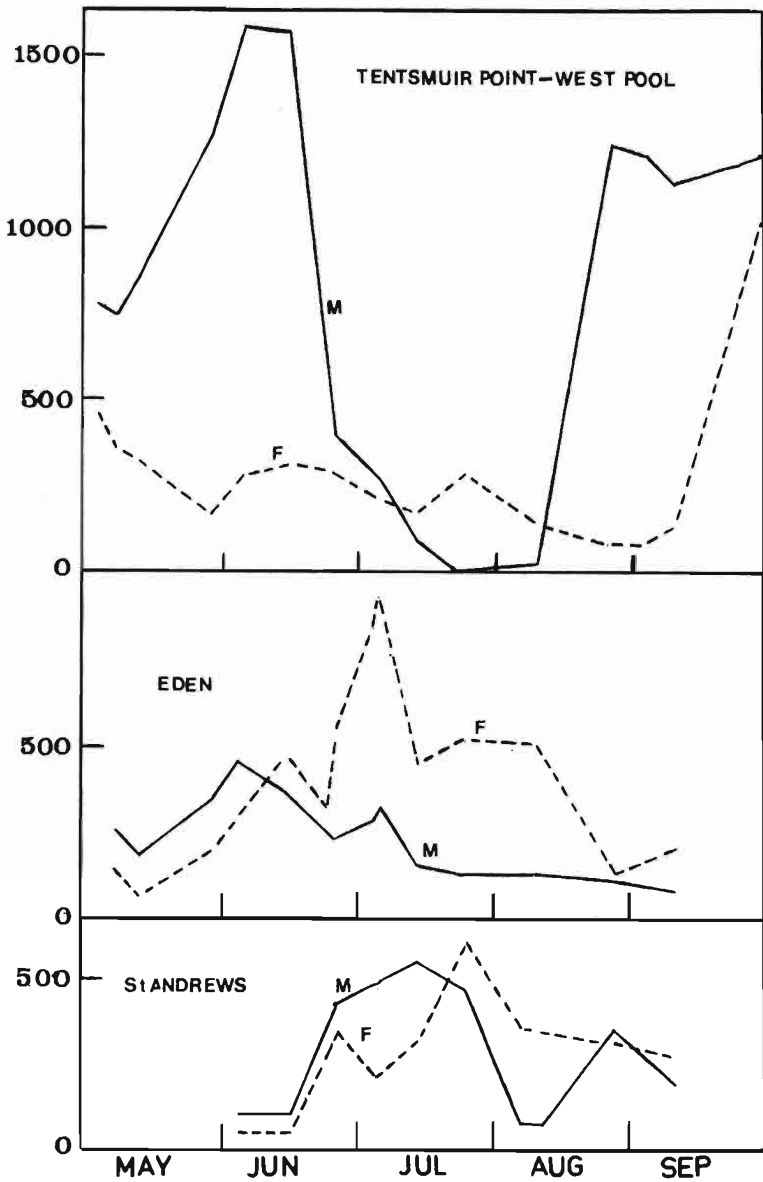 1500
TENTSMUIR POINT-WEST POOL
1000
M
500
F
0
EDEN
500
F
M
0
500
St ANDREWS
M
F
0
MAY JUN JUL AUG SEP